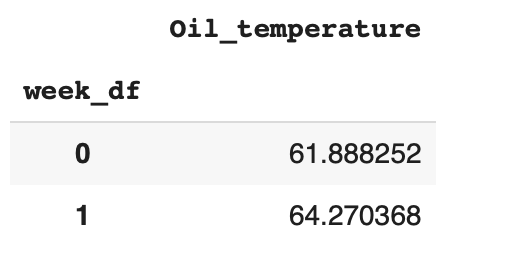 Oil_temperature
week_df
0 61.888252
1 64.270368